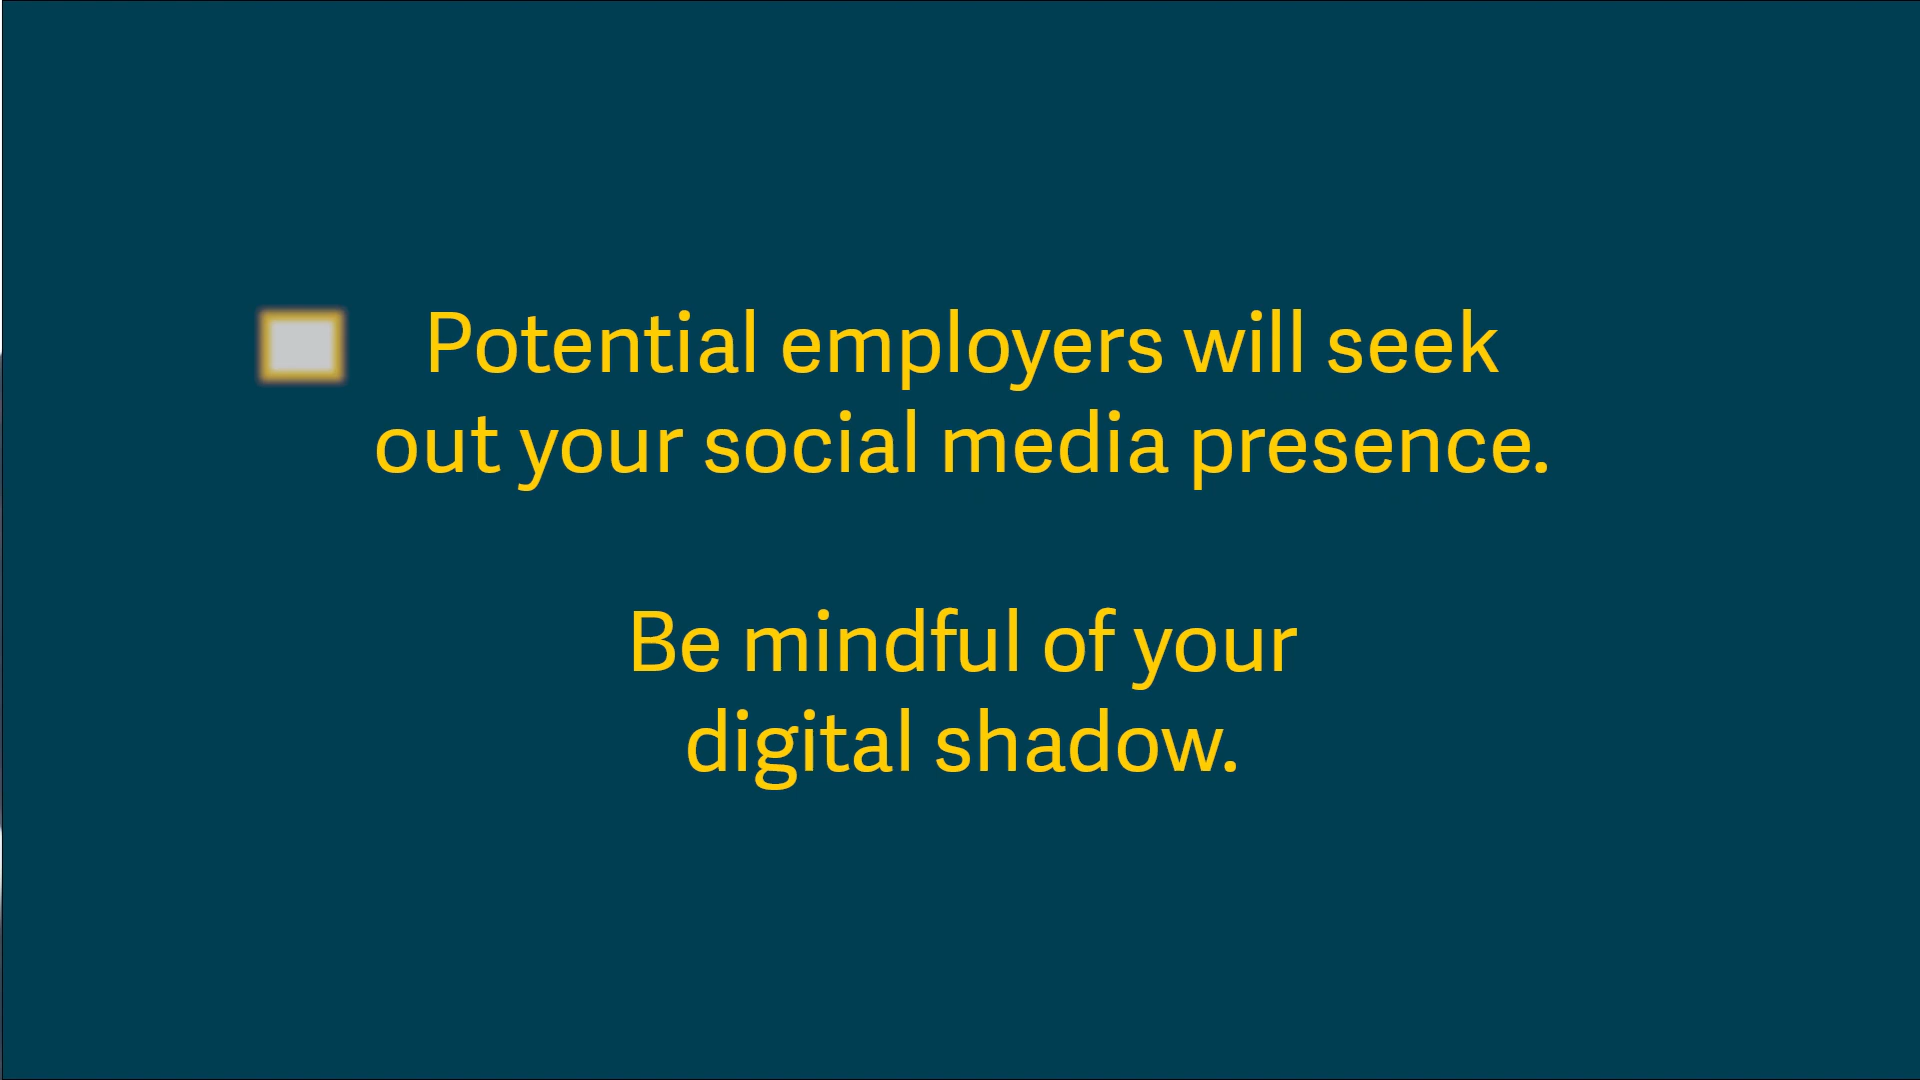 Potential employers will seek
out your social media presence.
Be mindful of your
digital shadow.